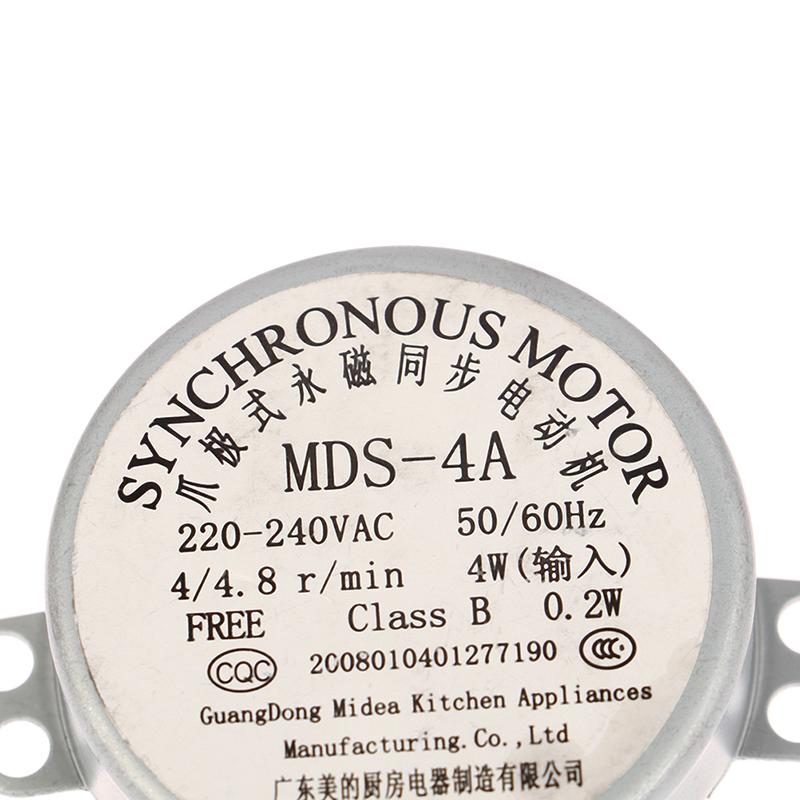 SYNCHRONOUS MOTOR
爪极式永磁同步电动机
MDS-4A
220-240VAC 50/60Hz
4/4.8 r/min 4W(输入)
FREE Class B 0.2W
CQC 2008010401277190 CCC
GuangDong Midea Kitchen Appliances
Manufacturing.Co.,Ltd
广东美的厨房电器制造有限公司